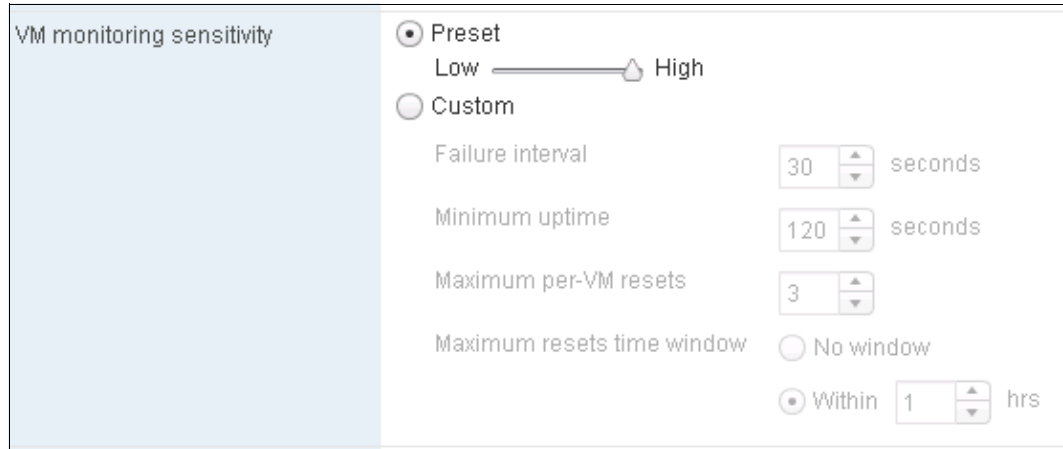 VM monitoring sensitivity
Preset
Low High
Custom
Failure interval 30 seconds
Minimum uptime 120 seconds
Maximum per-VM resets 3
Maximum resets time window No window
Within 1 hrs